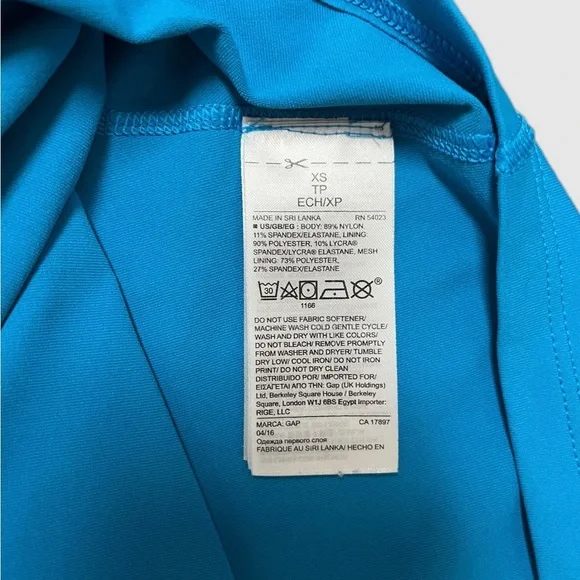 XS
TP
ECH/XP
MADE IN SRI LANKA RN 54023
■ US/GB/EG : BODY: 89% NYLON
11% SPANDEX/ELASTANE, LINING:
90% POLYESTER, 10% LYCRA®
SPANDEX/LYCRA® ELASTANE, MESH
LINING: 73% POLYESTER,
27% SPANDEX/ELASTANE
30 ®
1166
DO NOT USE FABRIC SOFTENER/
MACHINE WASH COLD GENTLE CYCLE/
WASH AND DRY WITH LIKE COLORS/
DO NOT BLEACH/ REMOVE PROMPTLY
FROM WASHER AND DRYER/ TUMBLE
DRY LOW/ COOL IRON/ DO NOT IRON
PRINT/ DO NOT DRY CLEAN
DISTRIBUIDO POR/ IMPORTED FOR/
ΕΙΣΑΓΕΤΑΙ ΑΠΟ ΤΗΝ: Gap (UK Holdings)
Ltd, Berkeley Square House / Berkeley
Square, London W1J 6BS Egypt importer:
RIGE, LLC
MARCA: GAP CA 17897
04/16
Одежда первого слоя
FABRIQUE AU SRI LANKA/ HECHO EN